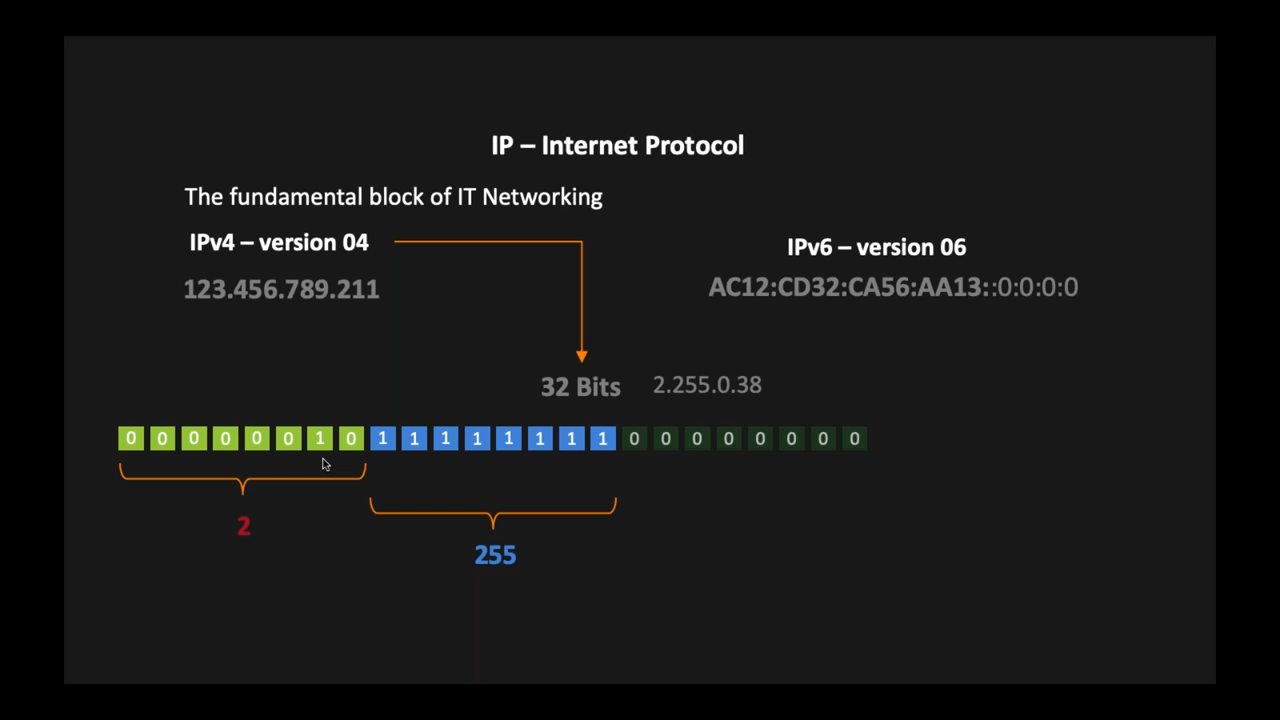 IP – Internet Protocol
The fundamental block of IT Networking
IPv4 – version 04
IPv6 – version 06
123.456.789.211
AC12:CD32:CA56:AA13::0:0:0:0
32 Bits 2.255.0.38
0 0 0 0 0 0 1 0 1 1 1 1 1 1 1 1 0 0 0 0 0 0 0 0
2
255